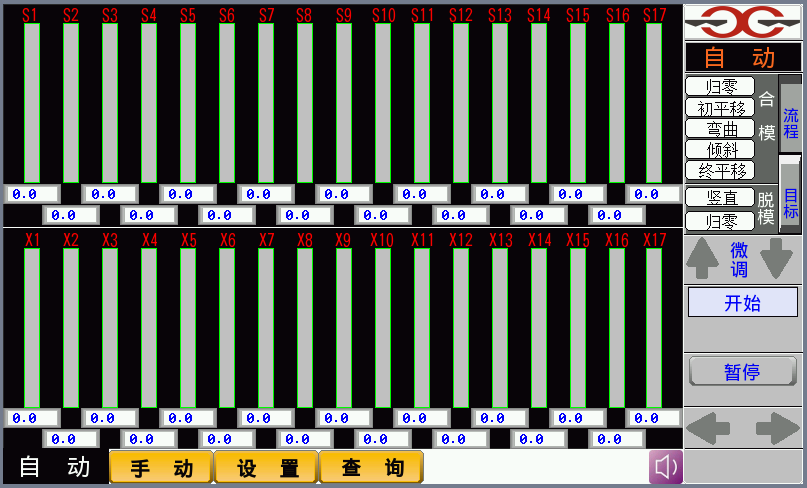 S1 S2 S3 S4 S5 S6 S7 S8 S9 S10 S11 S12 S13 S14 S15 S16 S17
0.0 0.0 0.0 0.0 0.0 0.0 0.0 0.0 0.0
0.0 0.0 0.0 0.0 0.0 0.0 0.0 0.0
X1 X2 X3 X4 X5 X6 X7 X8 X9 X10 X11 X12 X13 X14 X15 X16 X17
0.0 0.0 0.0 0.0 0.0 0.0 0.0 0.0 0.0
0.0 0.0 0.0 0.0 0.0 0.0 0.0 0.0
自 动
手 动
设 置
查 询
自 动
归零
初平移
弯曲
倾斜
终平移
合模
竖直
归零
脱模
流程
目标
微调
开始
暂停